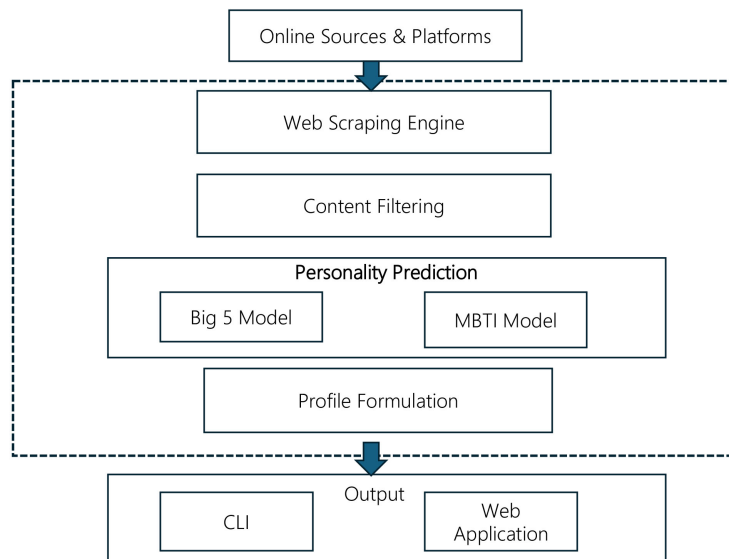 Online Sources & Platforms
Web Scraping Engine
Content Filtering
Personality Prediction
Big 5 Model
MBTI Model
Profile Formulation
Output
CLI
Web
Application